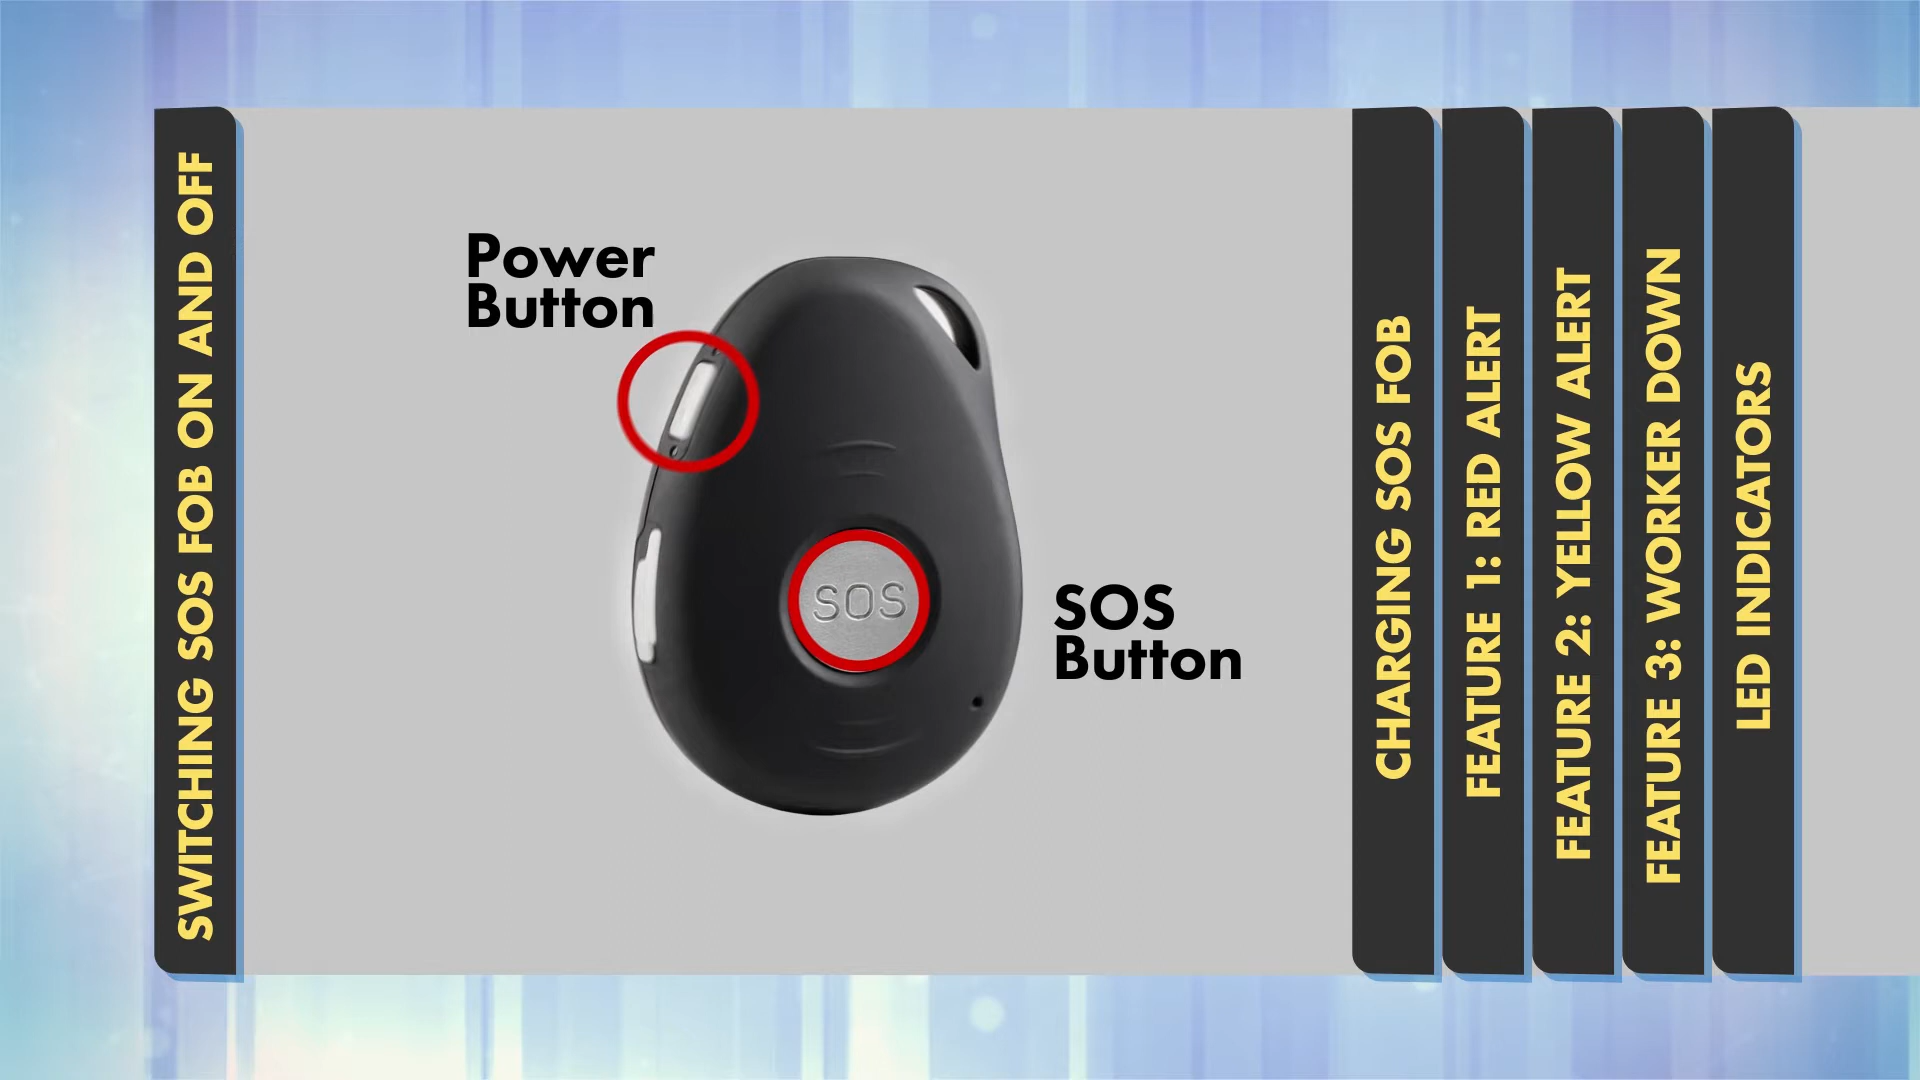 SWITCHING SOS FOB ON AND OFF
Power
Button
SOS
SOS
Button
CHARGING SOS FOB
FEATURE 1: RED ALERT
FEATURE 2: YELLOW ALERT
FEATURE 3: WORKER DOWN
LED INDICATORS